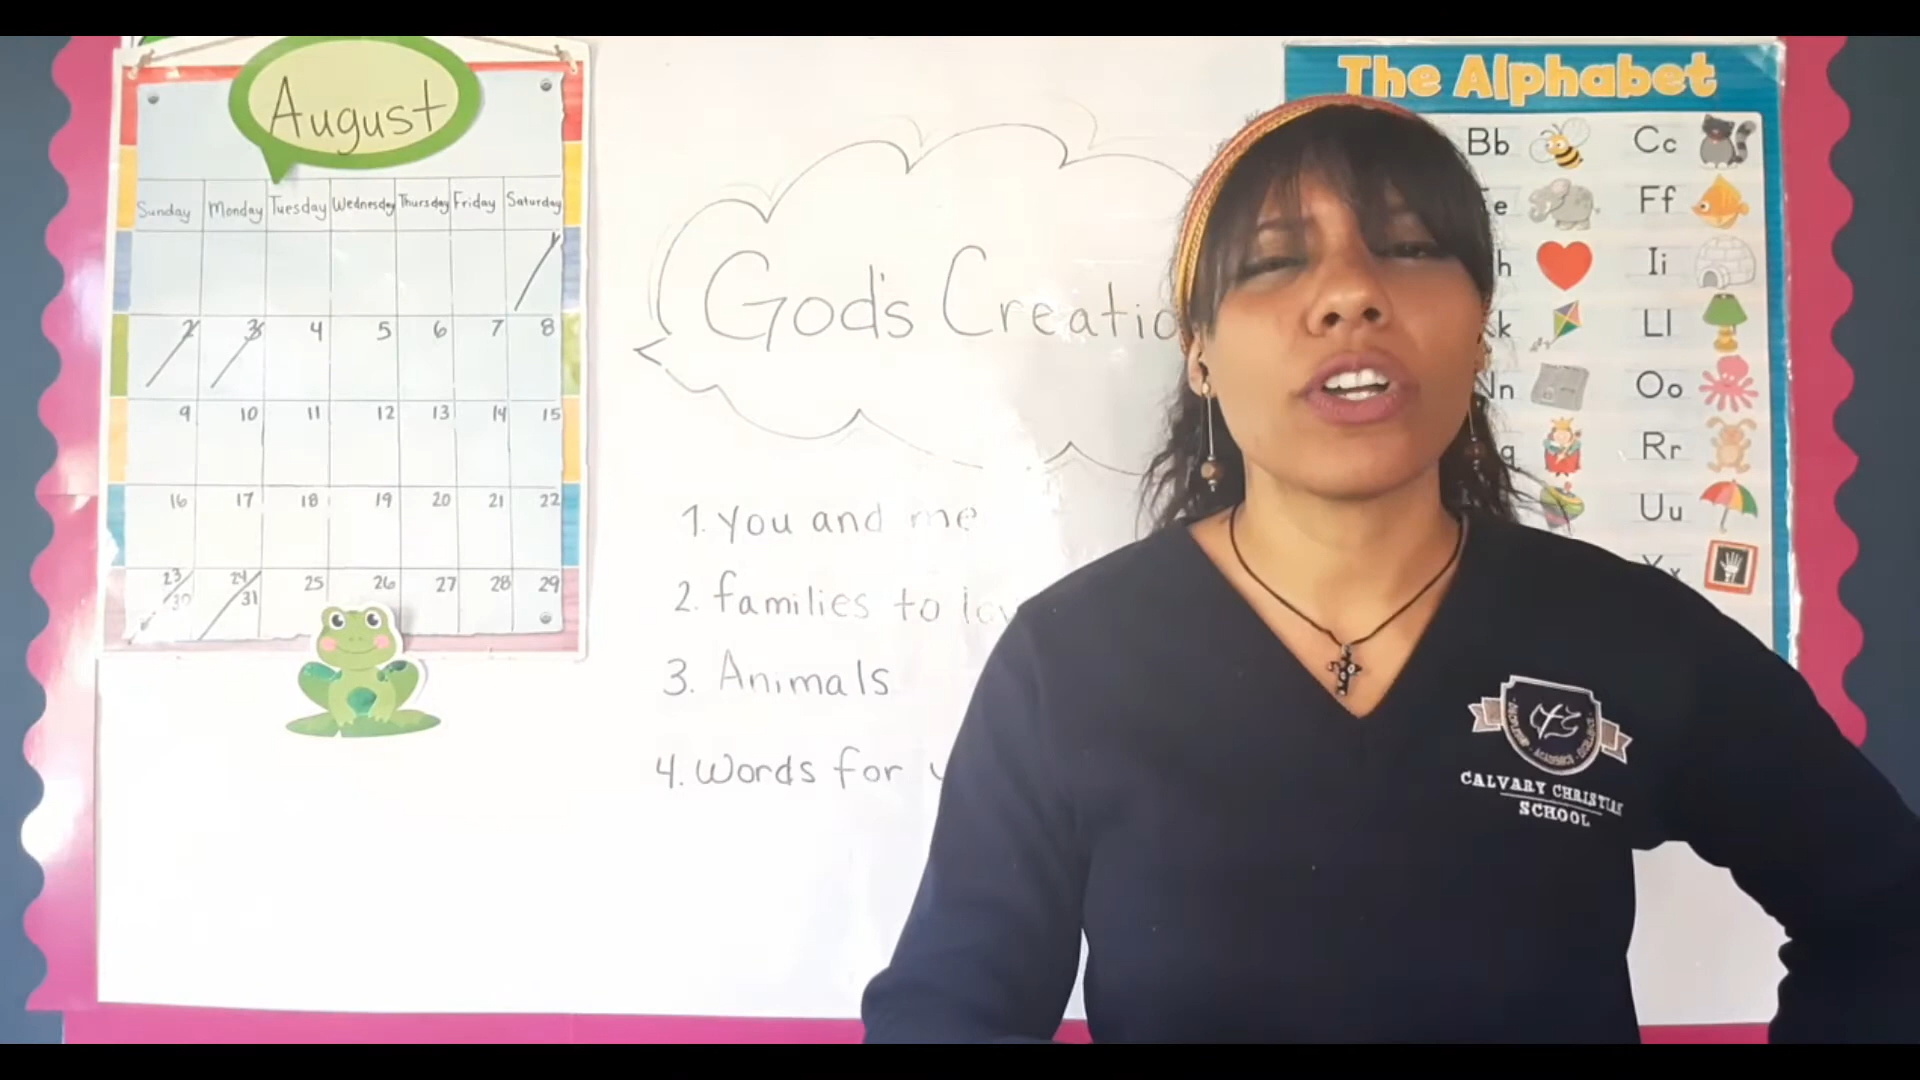 August
Sunday Monday Tuesday Wednesday Thursday Friday Saturday
1
2 3 4 5 6 7 8
9 10 11 12 13 14 15
16 17 18 19 20 21 22
23 24 25 26 27 28 29
30 31
God's Creatio
1. You and me
2. families to
3. Animals
4. Words for
The Alphabet
Bb Cc
e Ff
h Ii
k Ll
Nn Oo
q Rr
Uu
CALVARY CHRISTIAN
SCHOOL